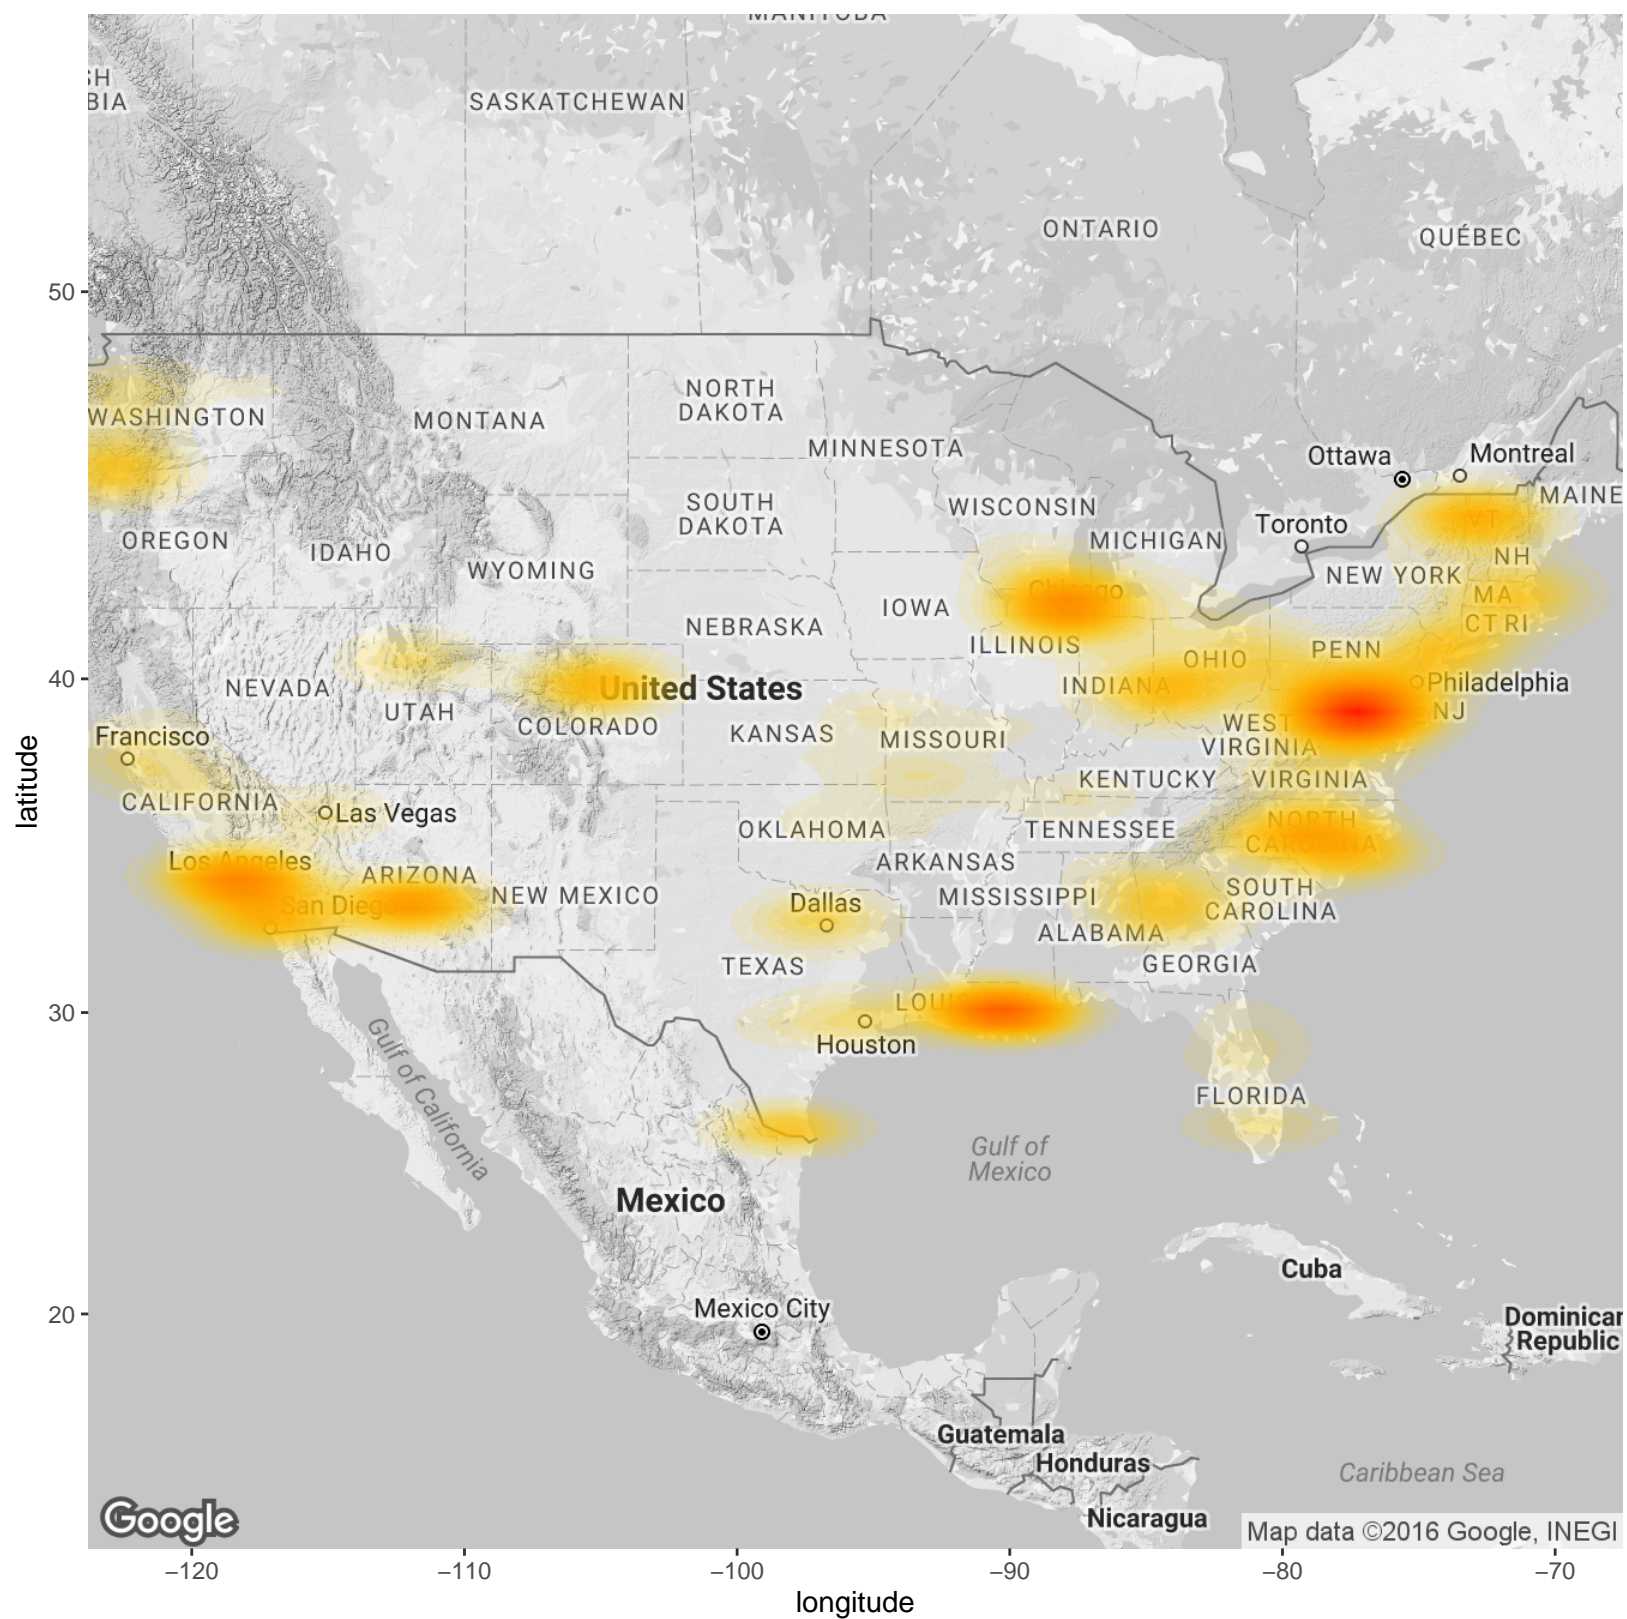 MANITOBA
SH
BIA
SASKATCHEWAN
ONTARIO
QUÉBEC
50
NORTH
DAKOTA
WASHINGTON
MONTANA
MINNESOTA
Ottawa
Montreal
MAINE
SOUTH
DAKOTA
WISCONSIN
Toronto
VT
OREGON
IDAHO
WYOMING
MICHIGAN
NH
NEW YORK
Chicago
MA
IOWA
NEBRASKA
CT RI
ILLINOIS
OHIO
PENN
40
NEVADA
United States
INDIANA
Philadelphia
UTAH
NJ
COLORADO
KANSAS
MISSOURI
WEST
VIRGINIA
Francisco
KENTUCKY
VIRGINIA
CALIFORNIA
Las Vegas
OKLAHOMA
TENNESSEE
NORTH
CAROLINA
Los Angeles
ARIZONA
ARKANSAS
NEW MEXICO
MISSISSIPPI
SOUTH
CAROLINA
San Diego
Dallas
ALABAMA
TEXAS
GEORGIA
30
LOUIS
Houston
Gulf of California
FLORIDA
Gulf of
Mexico
Mexico
Cuba
20
Mexico City
Dominican
Republic
Guatemala
Honduras
Caribbean Sea
Nicaragua
Google
Map data ©2016 Google, INEGI
−120
−110
−100
−90
−80
−70
longitude
latitude